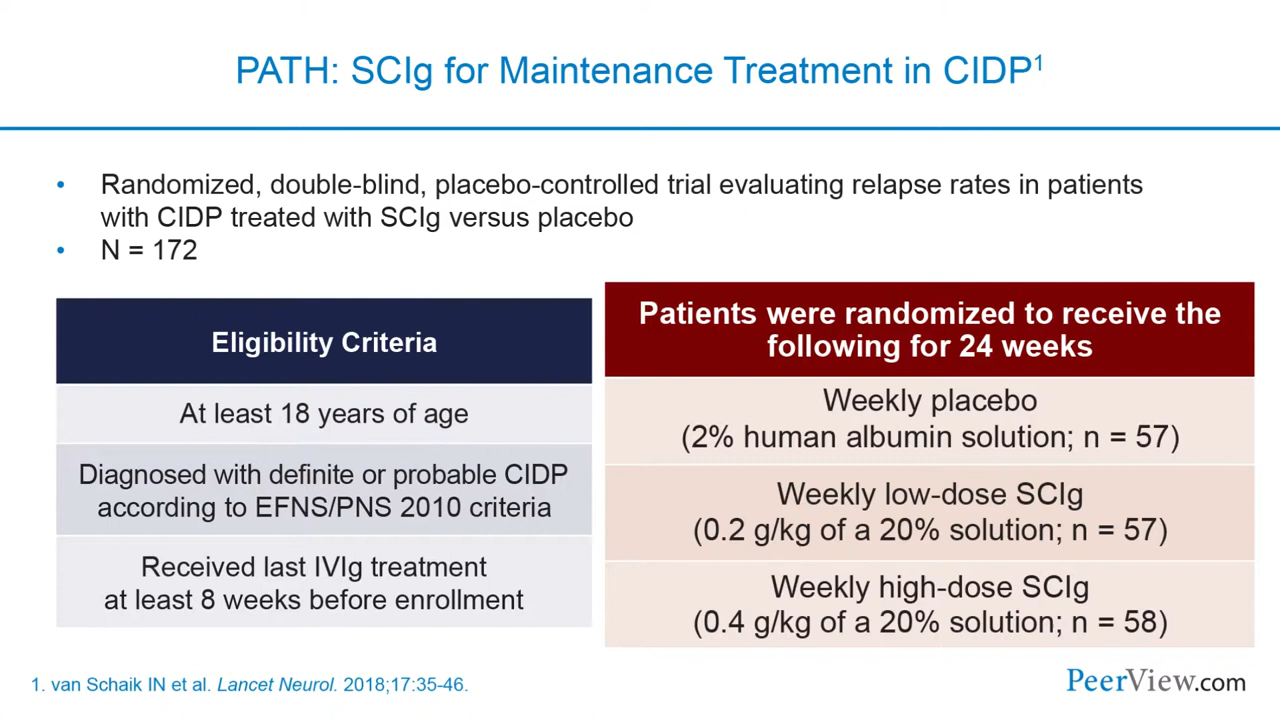 PATH: SCIg for Maintenance Treatment in CIDP1
• Randomized, double-blind, placebo-controlled trial evaluating relapse rates in patients
with CIDP treated with SCIg versus placebo
• N = 172
Eligibility Criteria
At least 18 years of age
Diagnosed with definite or probable CIDP
according to EFNS/PNS 2010 criteria
Received last IVIg treatment
at least 8 weeks before enrollment
Patients were randomized to receive the
following for 24 weeks
Weekly placebo
(2% human albumin solution; n = 57)
Weekly low-dose SCIg
(0.2 g/kg of a 20% solution; n = 57)
Weekly high-dose SCIg
(0.4 g/kg of a 20% solution; n = 58)
1. van Schaik IN et al. Lancet Neurol. 2018;17:35-46.
PeerView.com